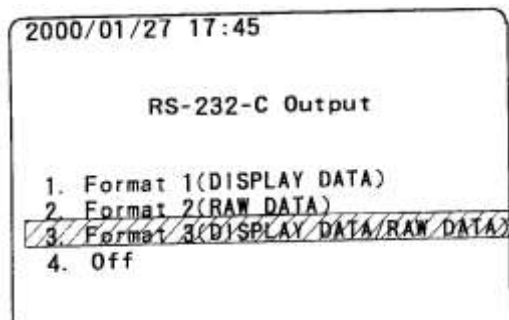 2000/01/27 17:45
RS-232-C Output
1. Format 1(DISPLAY DATA)
2. Format 2(RAW DATA)
3. Format 3(DISPLAY DATA/RAW DATA)
4. Off